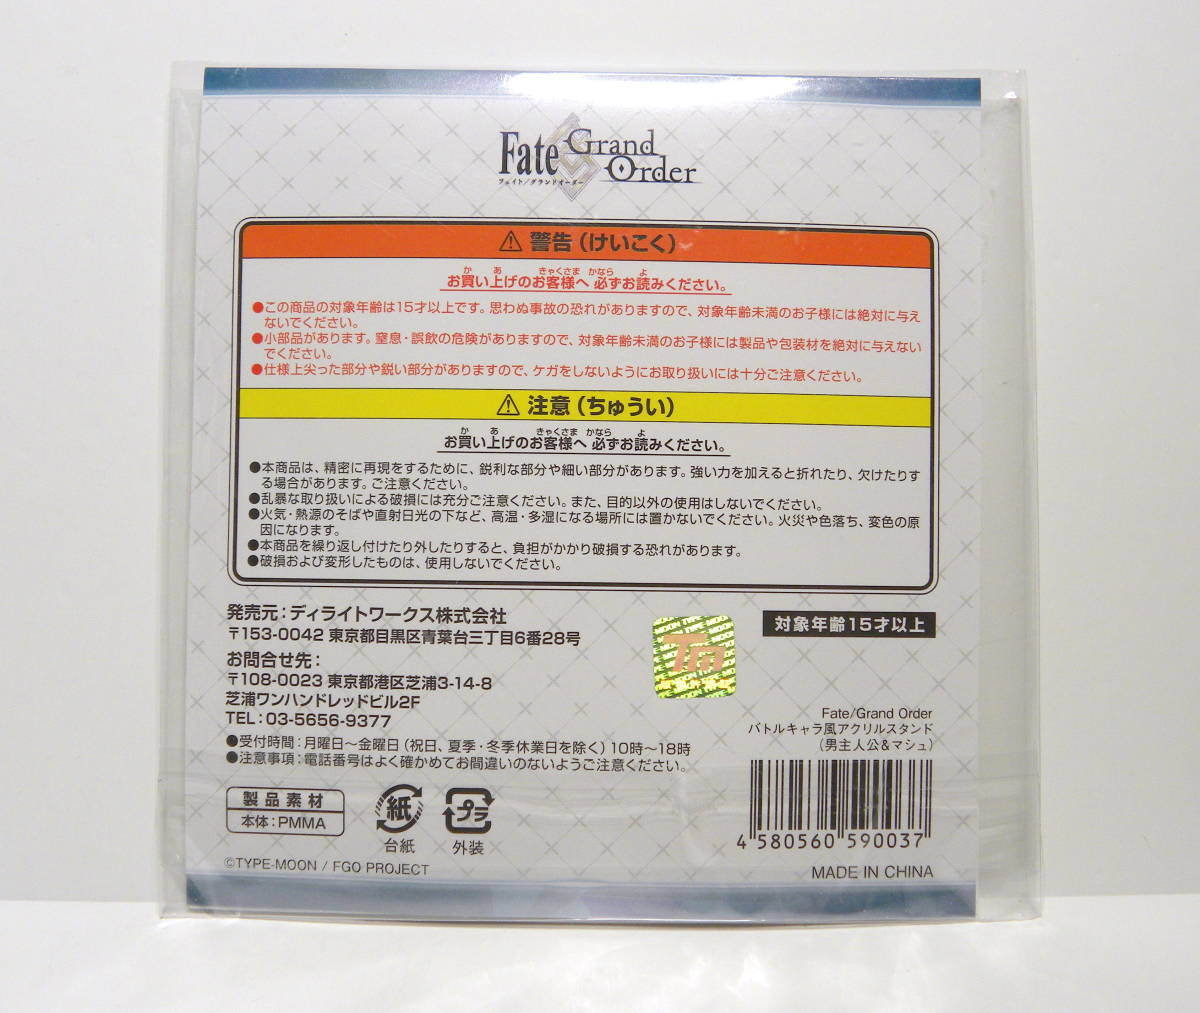 Fate Grand
Order
フェイト/グランドオーダー
⚠ 警告(けいこく)
お買い上げのお客様へ 必ずお読みください。
か あ きゃくさま かなら よ
●この商品の対象年齢は15才以上です。思わぬ事故の恐れがありますので、対象年齢未満のお子様には絶対に与え
ないでください。
●小部品があります。窒息・誤飲の危険がありますので、対象年齢未満のお子様には製品や包装材を絶対に与えない
でください。
●仕様上尖った部分や鋭い部分がありますので、ケガをしないようにお取り扱いには十分ご注意ください。
⚠ 注意(ちゅうい)
か あ きゃくさま かなら よ
お買い上げのお客様へ 必ずお読みください。
●本商品は、精密に再現をするために、鋭利な部分や細い部分があります。強い力を加えると折れたり、欠けたりす
る場合があります。ご注意ください。
●乱暴な取り扱いによる破損には充分ご注意ください。また、目的以外の使用はしないでください。
●火気・熱源のそばや直射日光の下など、高温・多湿になる場所には置かないでください。火災や色落ち、変色の原
因になります。
●本商品を繰り返し付けたり外したりすると、負担がかかり破損する恐れがあります。
●破損および変形したものは、使用しないでください。
発売元:ディライトワークス株式会社
〒153-0042 東京都目黒区青葉台三丁目6番28号
お問合せ先:
〒108-0023 東京都港区芝浦3-14-8
芝浦ワンハンドレッドビル2F
TEL:03-5656-9377
●受付時間:月曜日〜金曜日(祝日、夏季・冬季休業日を除く)10時〜18時
●注意事項:電話番号はよく確かめてお間違いのないようご注意ください。
対象年齢15才以上
TM
Fate/Grand Order
バトルキャラ風アクリルスタンド
(男主人公&マシュ)
4 580560 590037
製品素材
本体:PMMA
紙
台紙
プラ
外装
©TYPE-MOON / FGO PROJECT
MADE IN CHINA